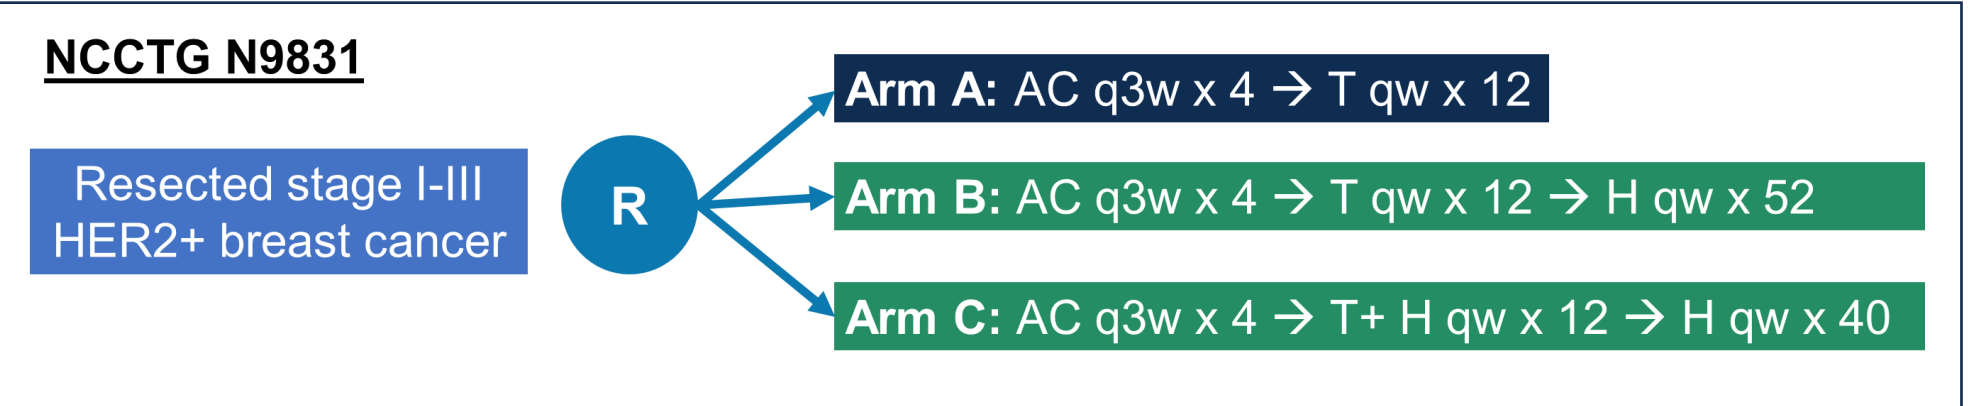 NCCTG N9831
Resected stage I-III
HER2+ breast cancer
R
Arm A: AC q3w x 4 → T qw x 12
Arm B: AC q3w x 4 → T qw x 12 → H qw x 52
Arm C: AC q3w x 4 → T+ H qw x 12 → H qw x 40